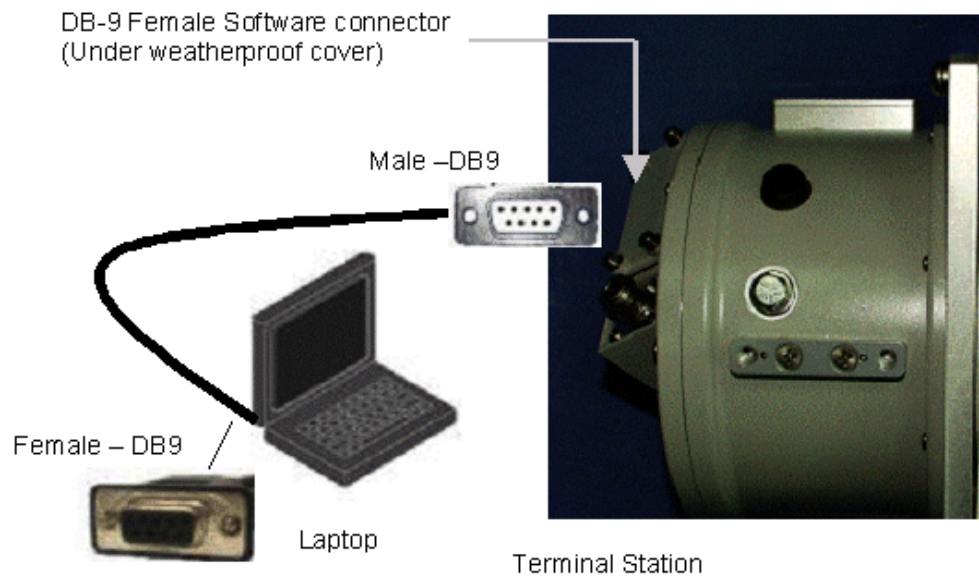 DB-9 Female Software connector
(Under weatherproof cover)
Male –DB9
Female – DB9
Laptop
Terminal Station